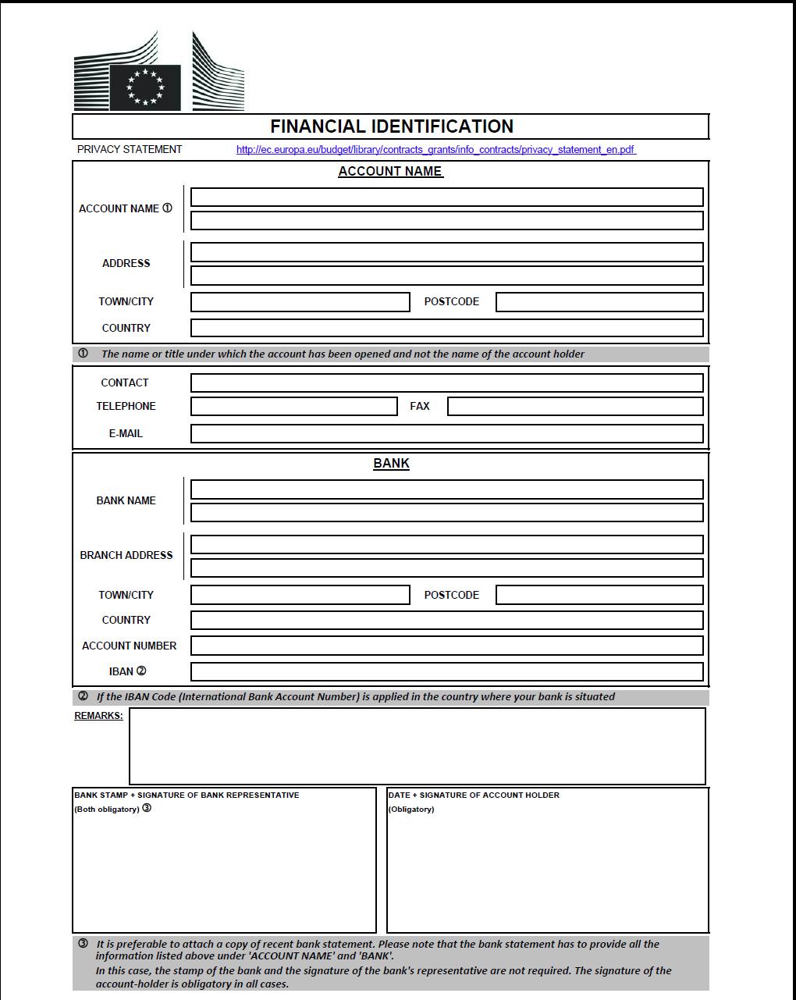 FINANCIAL IDENTIFICATION
PRIVACY STATEMENT http://ec.europa.eu/budget/library/contracts_grants/info_contracts/privacy_statement_en.pdf
ACCOUNT NAME
ACCOUNT NAME ①
ADDRESS
TOWN/CITY POSTCODE
COUNTRY
① The name or title under which the account has been opened and not the name of the account holder
CONTACT
TELEPHONE FAX
E-MAIL
BANK
BANK NAME
BRANCH ADDRESS
TOWN/CITY POSTCODE
COUNTRY
ACCOUNT NUMBER
IBAN ②
② If the IBAN Code (International Bank Account Number) is applied in the country where your bank is situated
REMARKS:
BANK STAMP + SIGNATURE OF BANK REPRESENTATIVE
(Both obligatory) ③
DATE + SIGNATURE OF ACCOUNT HOLDER
(Obligatory)
③ It is preferable to attach a copy of recent bank statement. Please note that the bank statement has to provide all the
information listed above under 'ACCOUNT NAME' and 'BANK'.
In this case, the stamp of the bank and the signature of the bank's representative are not required. The signature of the
account-holder is obligatory in all cases.